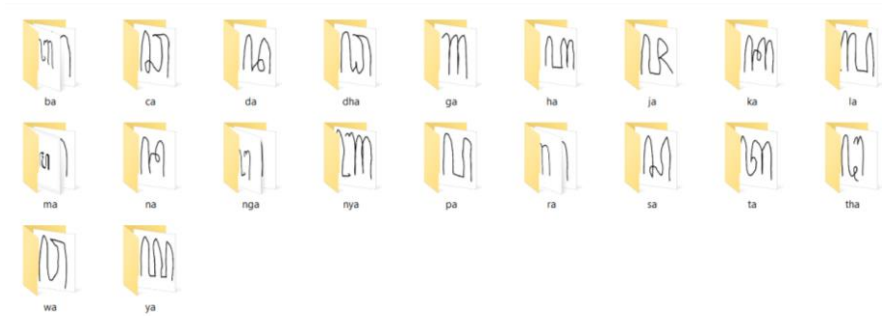 ꦕ ꦢ ꦝ ꦒ ꦲ ꦗ ꦏ ꦭ
ba ca da dha ga ha ja ka la
ꦤ ꦚ ꦥ ꦱ ꦠ ꦛ
ma na nga nya pa ra sa ta tha
ꦮ ꦪ
wa ya